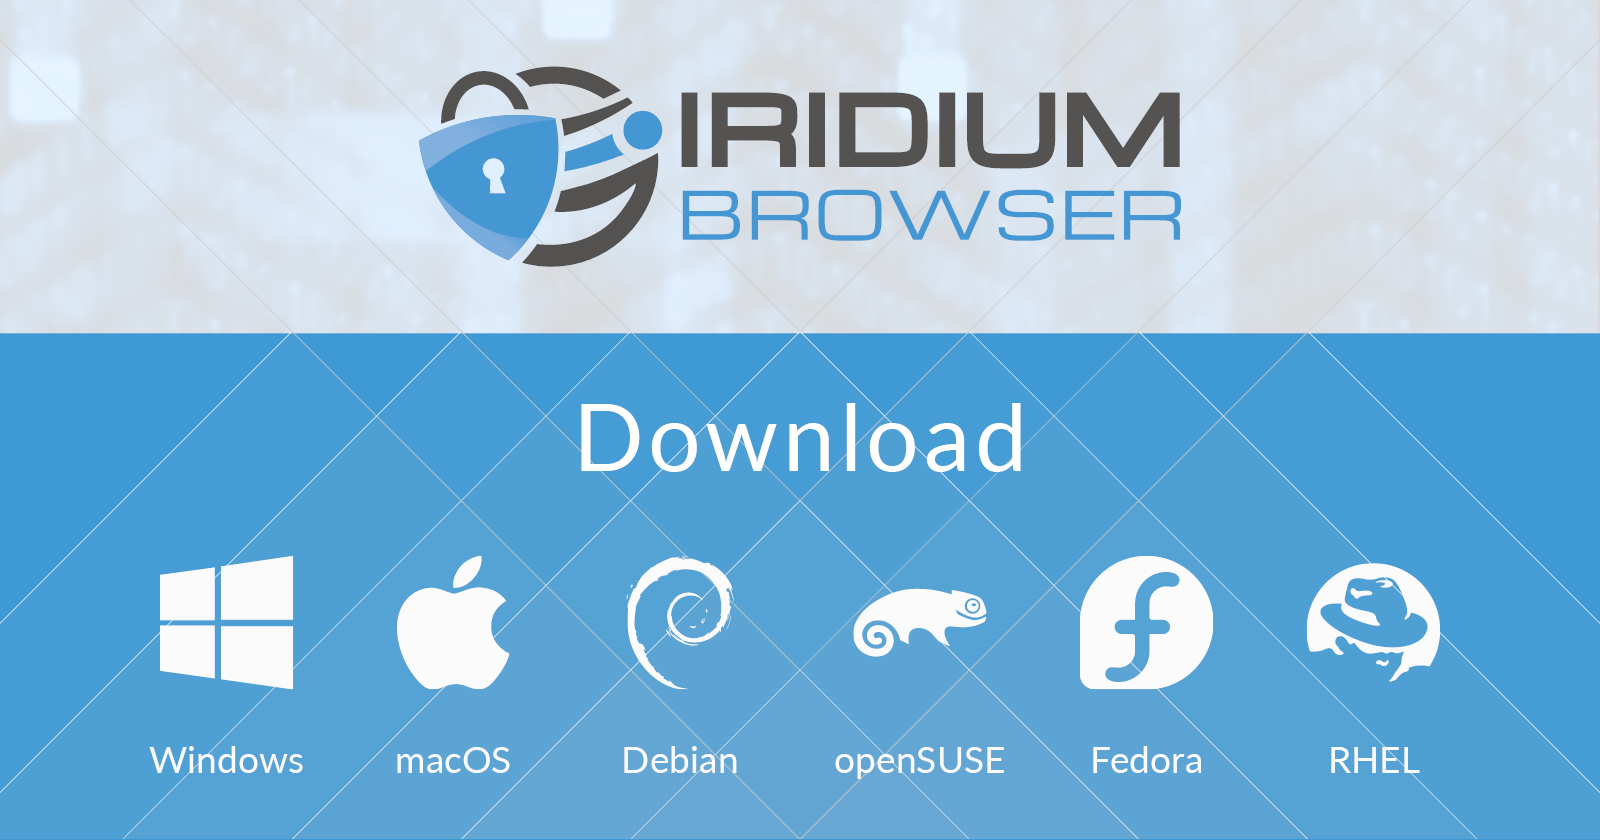 IRIDIUM
BROWSER
Download
Windows
macOS
Debian
openSUSE
Fedora
RHEL